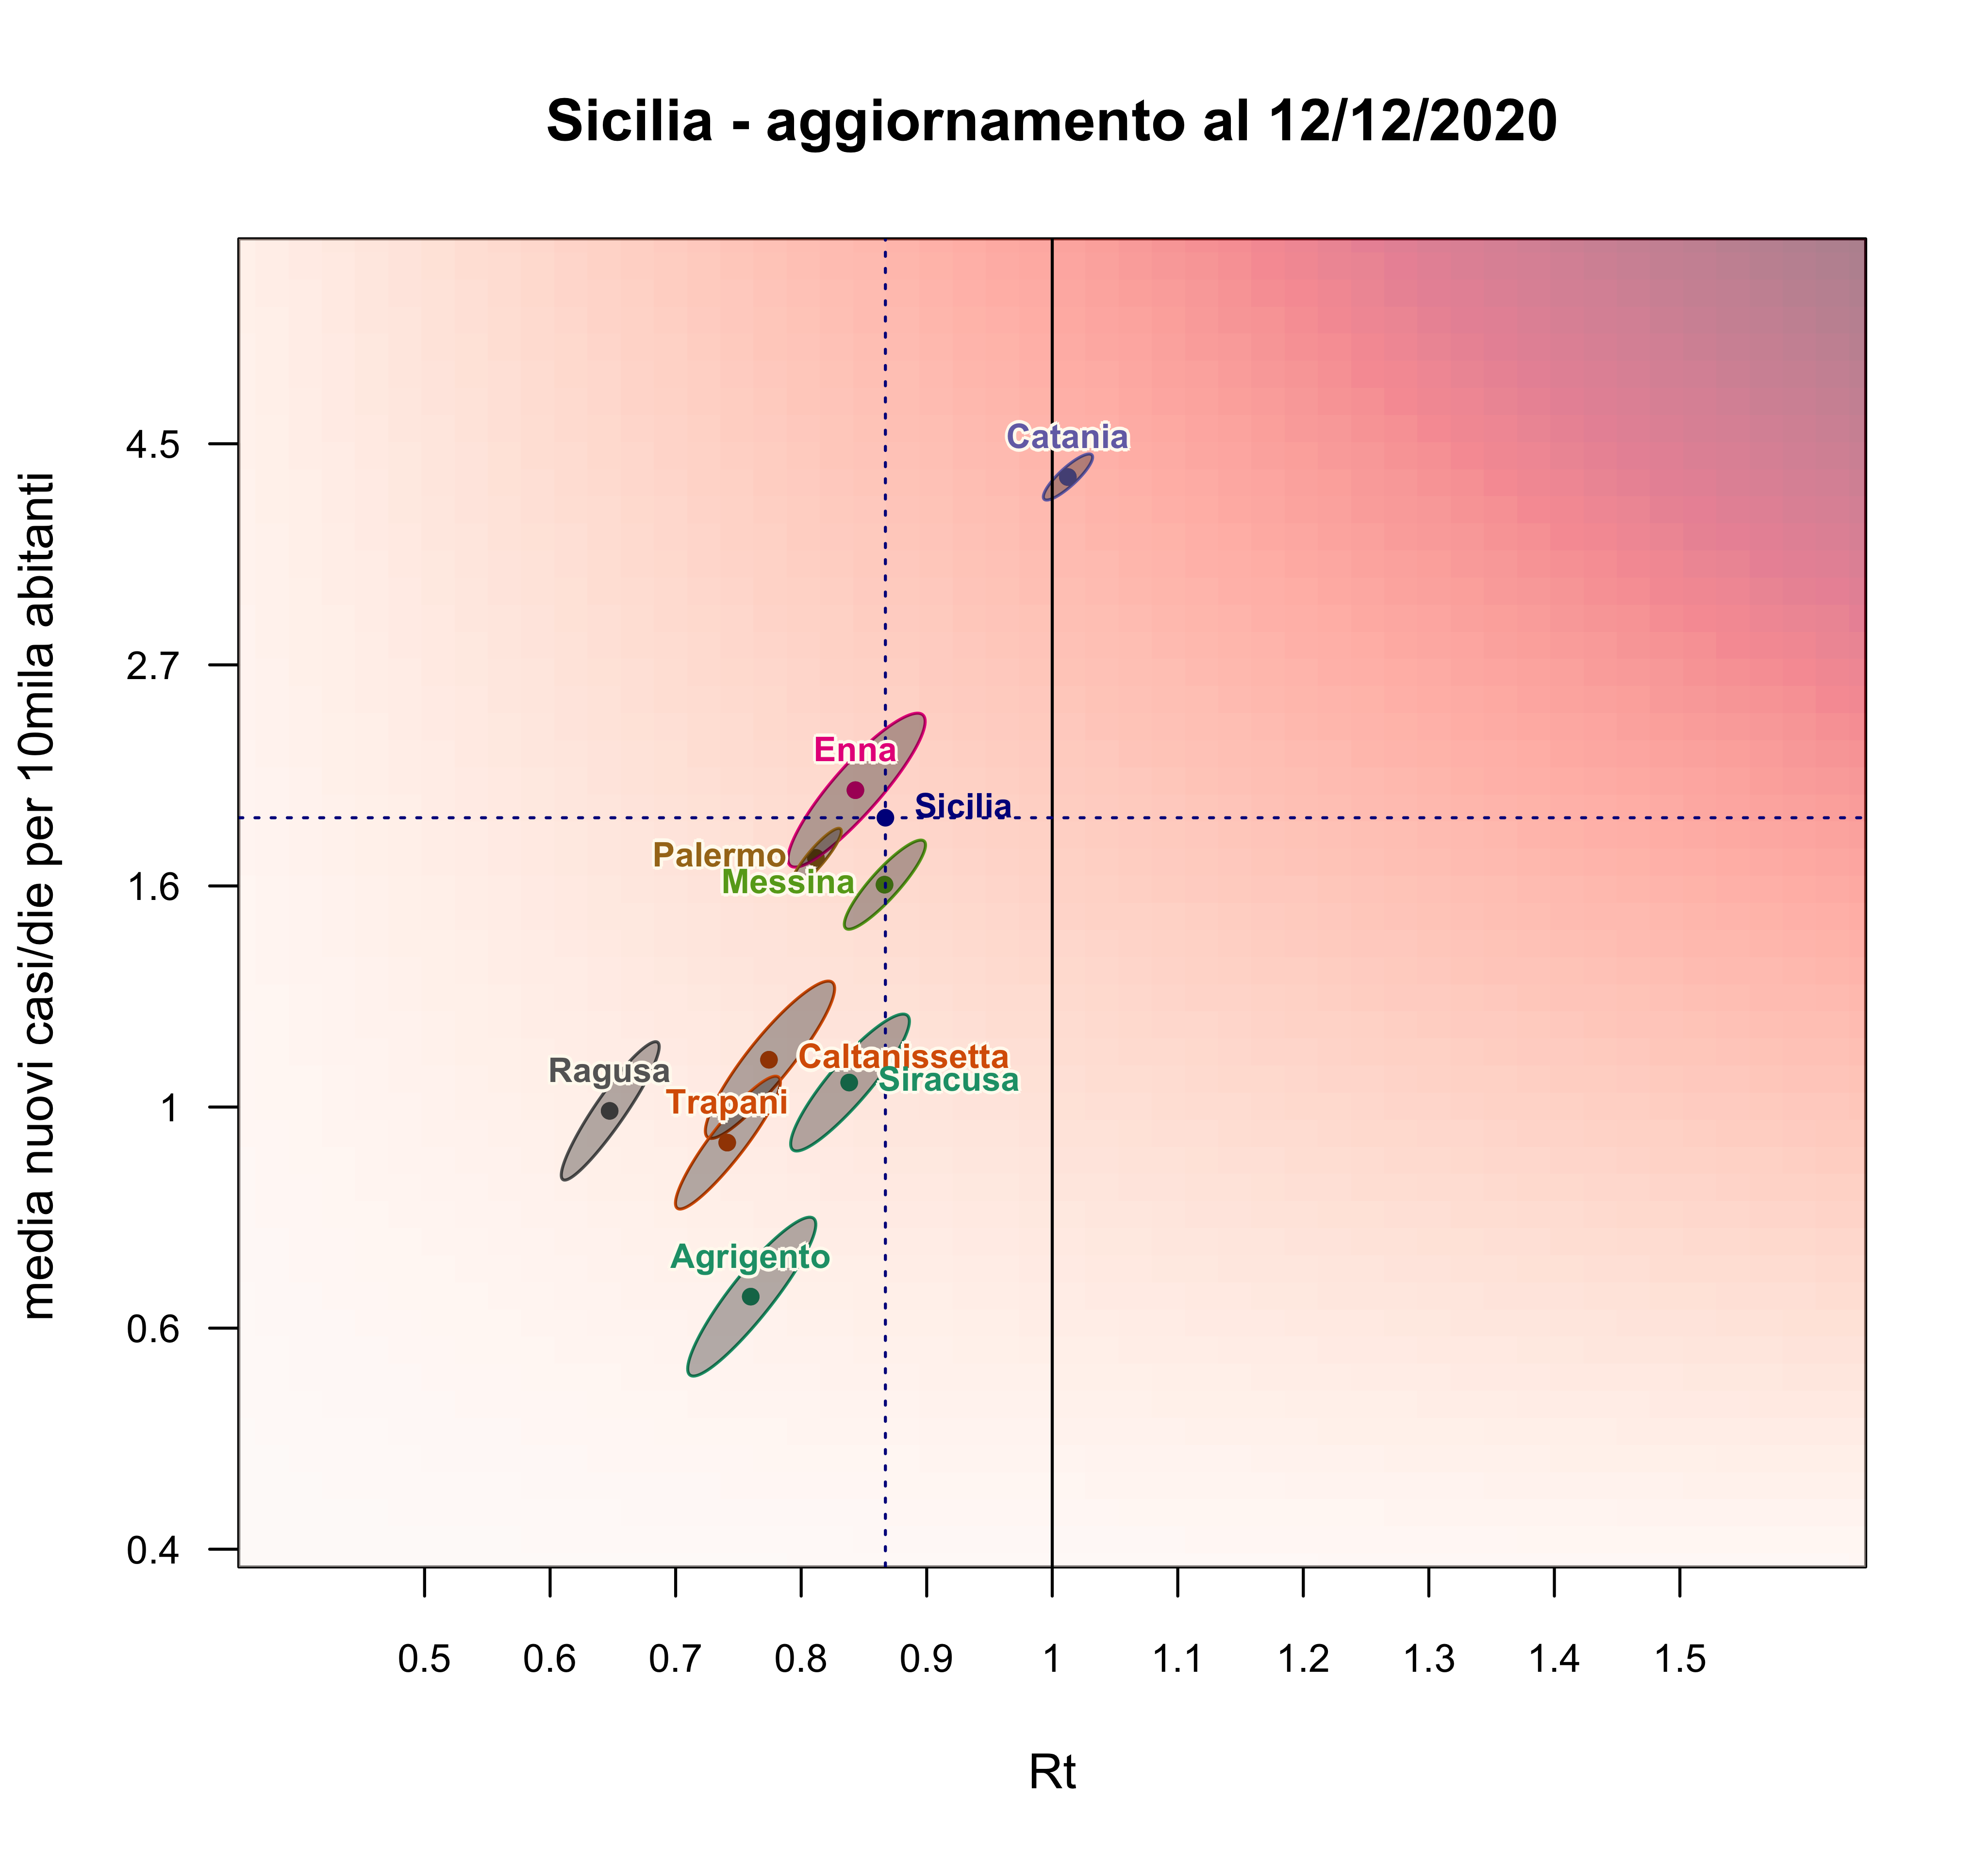 Sicilia - aggiornamento al 12/12/2020
media nuovi casi/die per 10mila abitanti
4.5
2.7
1.6
1
0.6
0.4
Catania
Enna
Sicilia
Palermo
Messina
Caltanissetta
Ragusa
Siracusa
Trapani
Agrigento
0.5 0.6 0.7 0.8 0.9 1 1.1 1.2 1.3 1.4 1.5
Rt